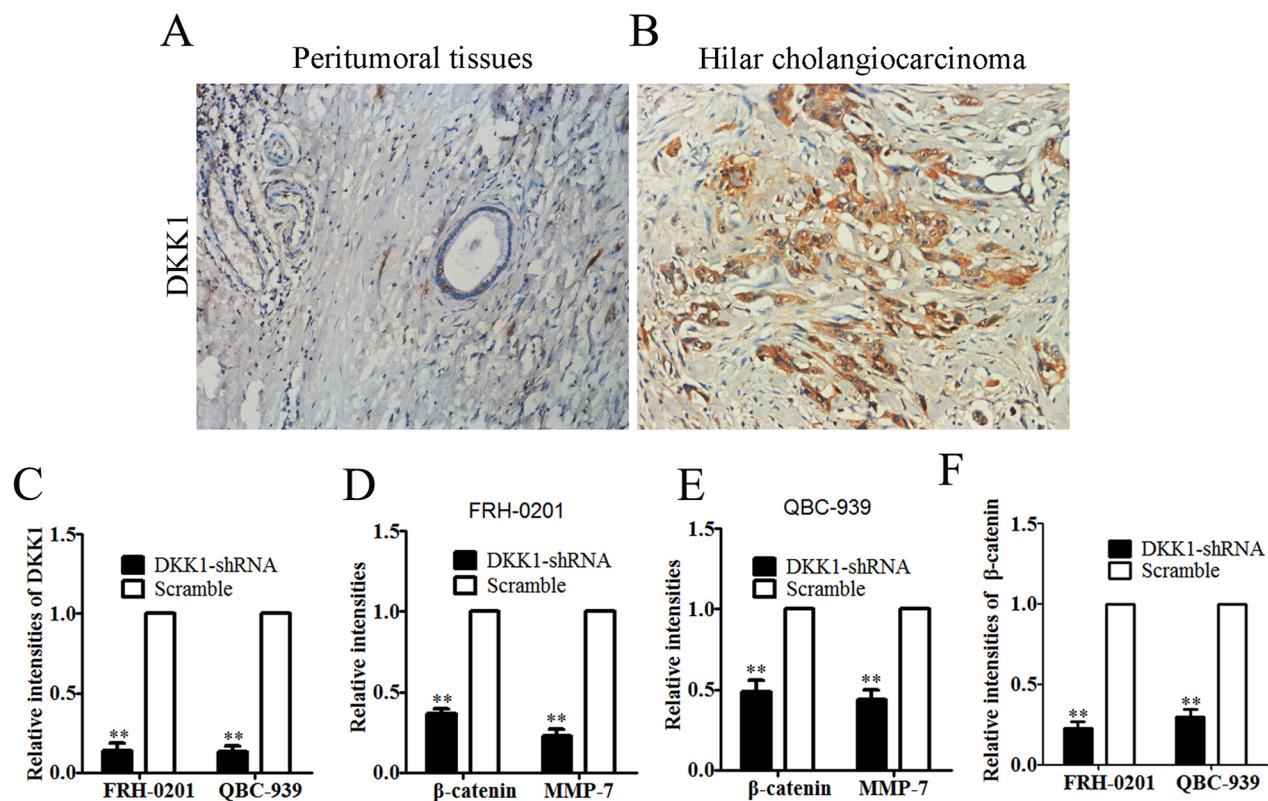 A
Peritumoral tissues
B
Hilar cholangiocarcinoma
DKK1
C
Relative intensities of DKK1
1.5
1.0
0.5
0.0
DKK1-shRNA
Scramble
**
**
FRH-0201
QBC-939
D
FRH-0201
Relative intensities
1.5
1.0
0.5
0.0
DKK1-shRNA
Scramble
**
**
β-catenin
MMP-7
E
QBC-939
Relative intensities
1.5
1.0
0.5
0.0
DKK1-shRNA
Scramble
**
**
β-catenin
MMP-7
F
Relative intensities of β-catenin
1.5
1.0
0.5
0.0
DKK1-shRNA
Scramble
**
**
FRH-0201
QBC-939